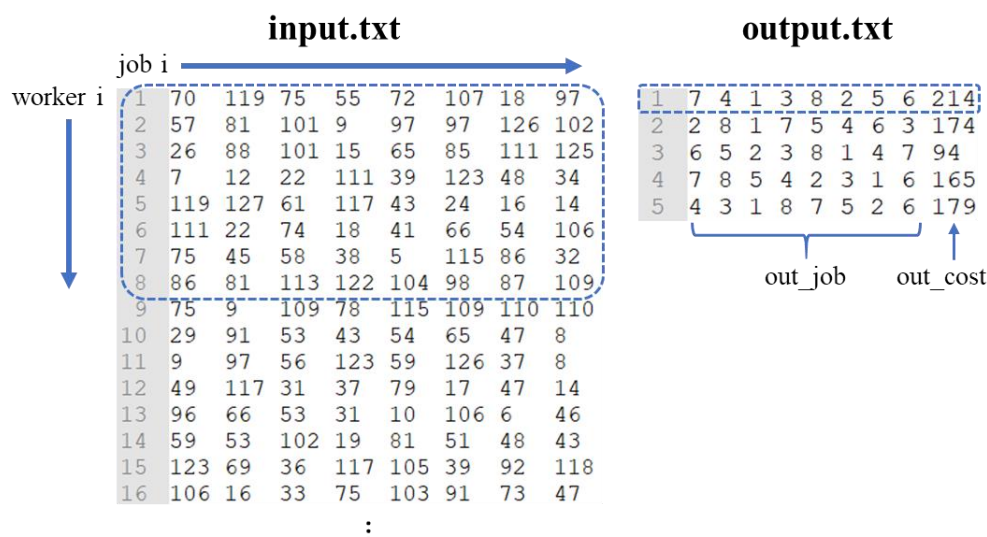 input.txt
output.txt
job i
worker i
1 70 119 75 55 72 107 18 97
2 57 81 101 9 97 97 126 102
3 26 88 101 15 65 85 111 125
4 7 12 22 111 39 123 48 34
5 119 127 61 117 43 24 16 14
6 111 22 74 18 41 66 54 106
7 75 45 58 38 5 115 86 32
8 86 81 113 122 104 98 87 109
9 75 9 109 78 115 109 110 110
10 29 91 53 43 54 65 47 8
11 9 97 56 123 59 126 37 8
12 49 117 31 37 79 17 47 14
13 96 66 53 31 10 106 6 46
14 59 53 102 19 81 51 48 43
15 123 69 36 117 105 39 92 118
16 106 16 33 75 103 91 73 47
:
1 7 4 1 3 8 2 5 6 214
2 2 8 1 7 5 4 6 3 174
3 6 5 2 3 8 1 4 7 94
4 7 8 5 4 2 3 1 6 165
5 4 3 1 8 7 5 2 6 179
out_job
out_cost